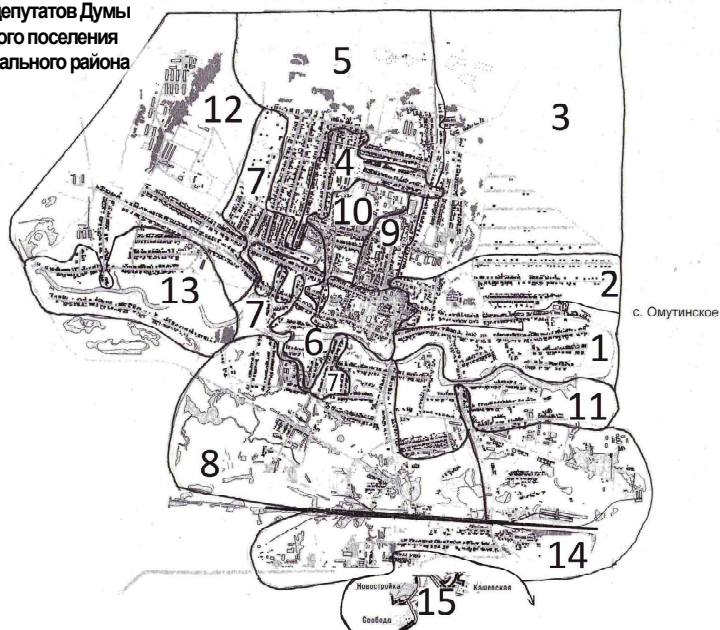 депутатов Думы
ого поселения
ального района
5
12
3
4
7
10
9
13
2
с. Омутинское
7
6
1
7
11
8
14
Новостройка
15
Кашевская
Свобода